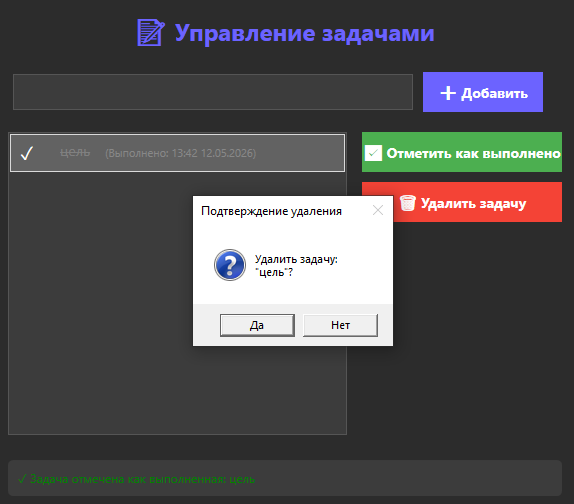 Управление задачами
Добавить
✓ цель (Выполнено: 13:42 12.05.2026)
Отметить как выполнено
Удалить задачу
Подтверждение удаления
Удалить задачу:
"цель"?
Да
Нет
✓ Задача отмечена как выполненная: цель